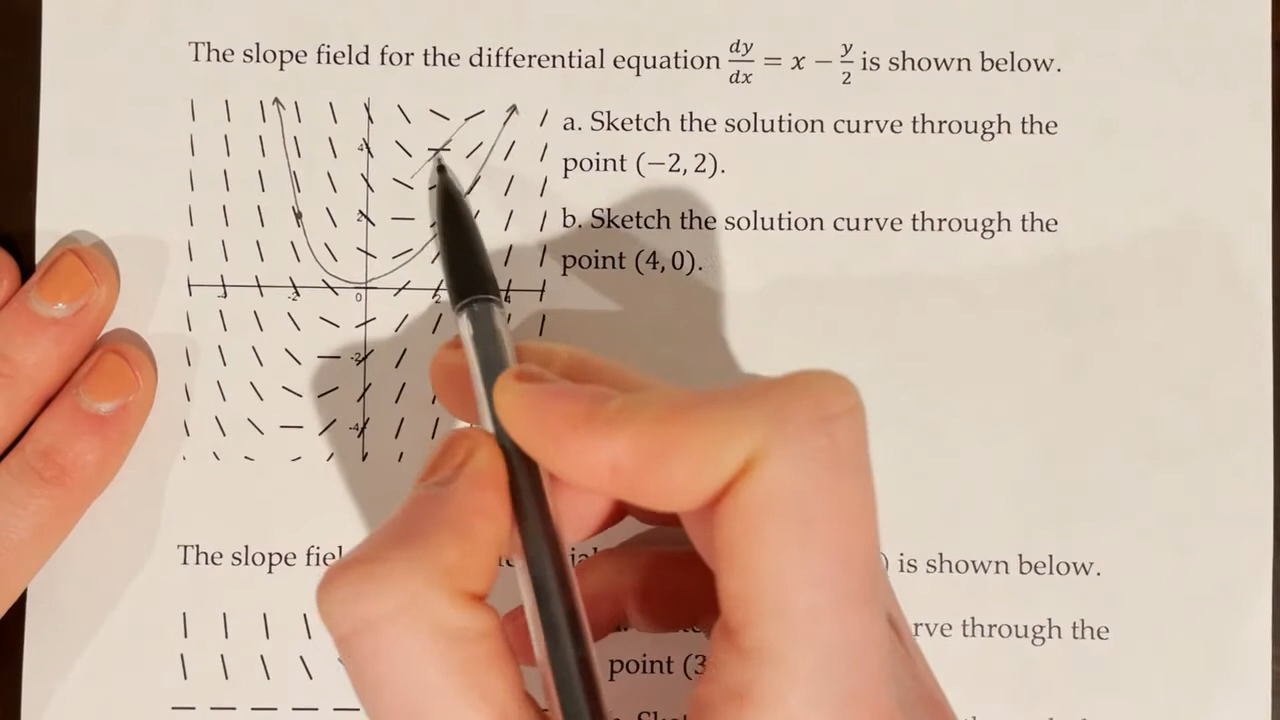 The slope field for the differential equation dy/dx = x − y/2 is shown below.
a. Sketch the solution curve through the
point (−2, 2).
b. Sketch the solution curve through the
point (4, 0).
4
2
-2 0 2 4
-2
-4
The slope
) is shown below.
through the
point (3